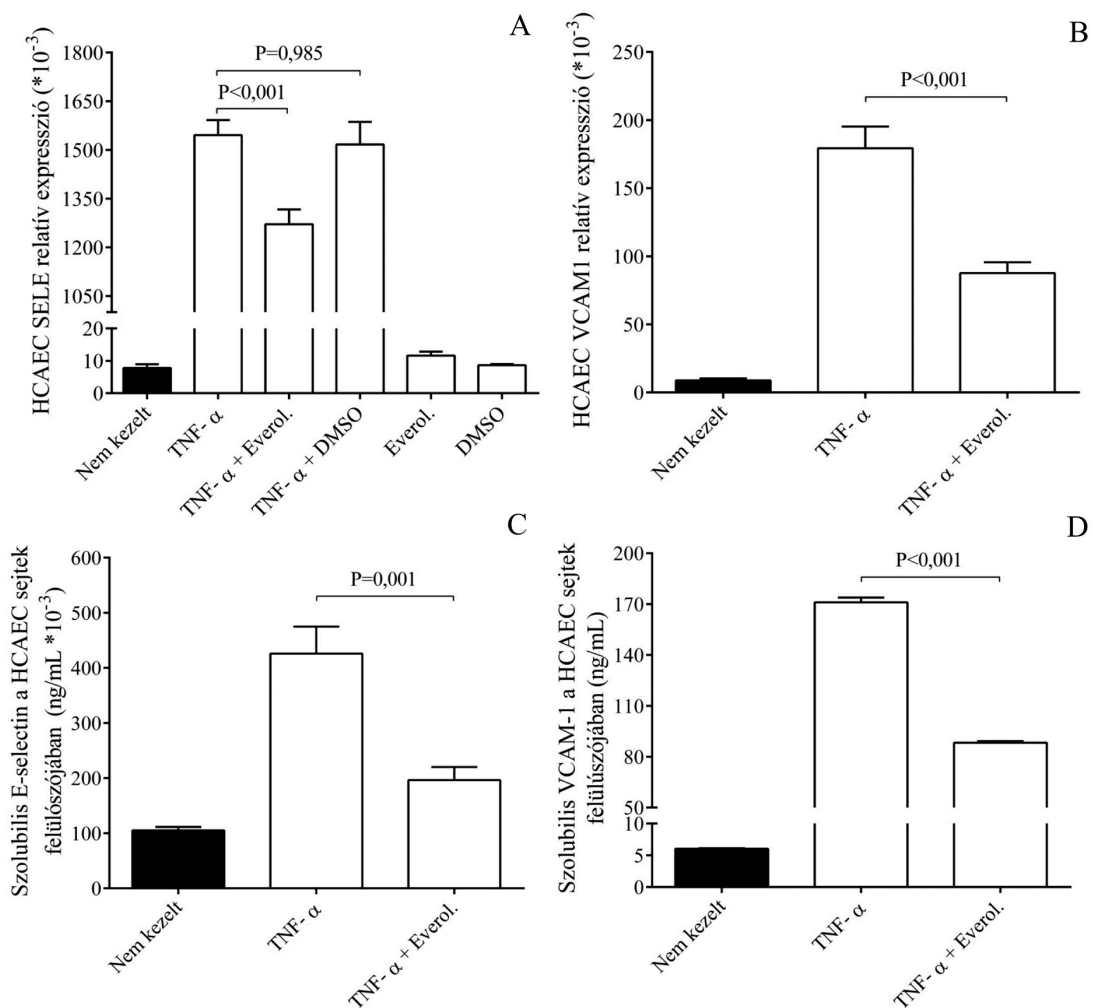 A
HCAEC SELE relatív expresszió (*10-3)
1800
1650
1500
1350
1200
1050
20
10
0
P=0,985
P<0,001
Nem kezelt
TNF- α
TNF- α + Everol.
TNF- α + DMSO
Everol.
DMSO
B
HCAEC VCAM1 relatív expresszió (*10-3)
250
200
150
100
50
0
P<0,001
Nem kezelt
TNF- α
TNF- α + Everol.
C
Szolubilis E-selectin a HCAEC sejtek
felülószójában (ng/mL *10-3)
600
500
400
300
200
100
0
P=0,001
Nem kezelt
TNF- α
TNF- α + Everol.
D
Szolubilis VCAM-1 a HCAEC sejtek
felülúszójában (ng/mL)
200
170
140
110
80
50
10
5
0
P<0,001
Nem kezelt
TNF- α
TNF- α + Everol.